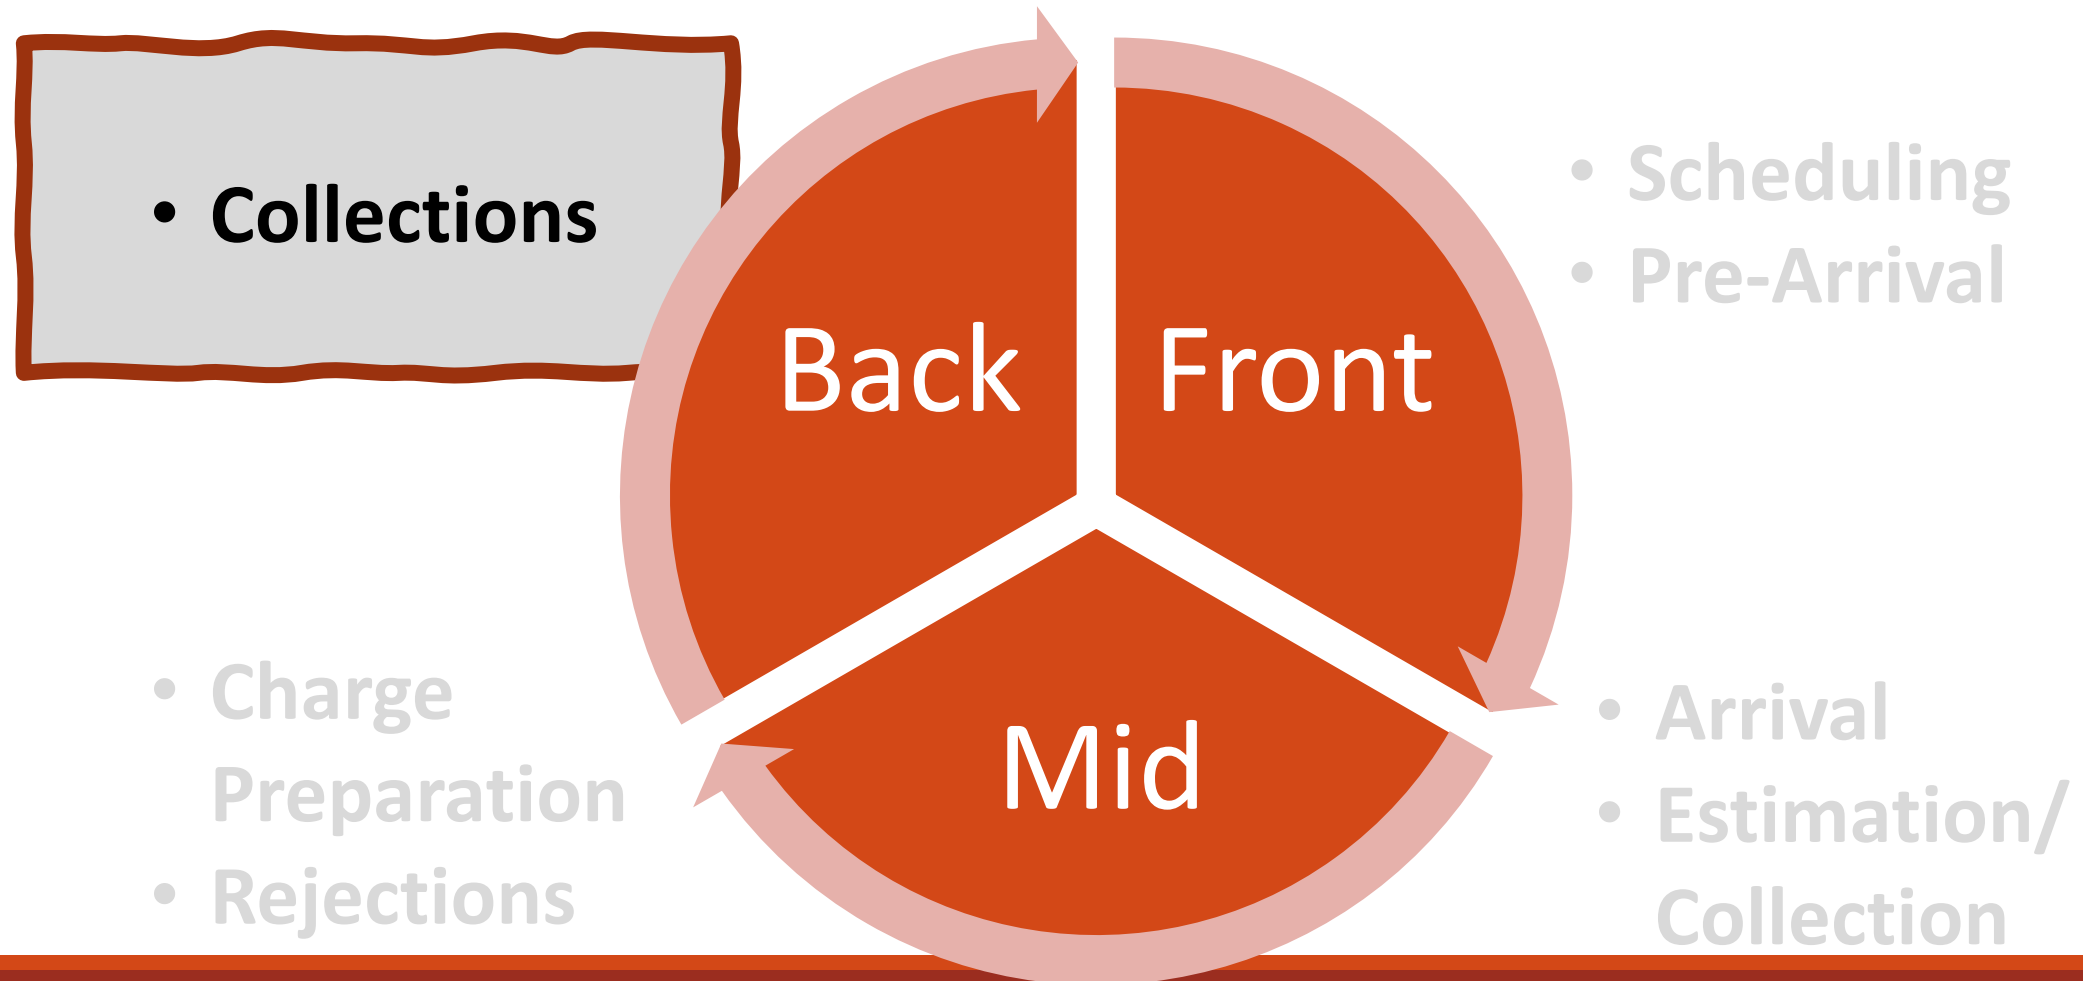 • Collections
Back
Front
• Scheduling
• Pre-Arrival
Mid
• Charge
Preparation
• Rejections
• Arrival
• Estimation/
Collection